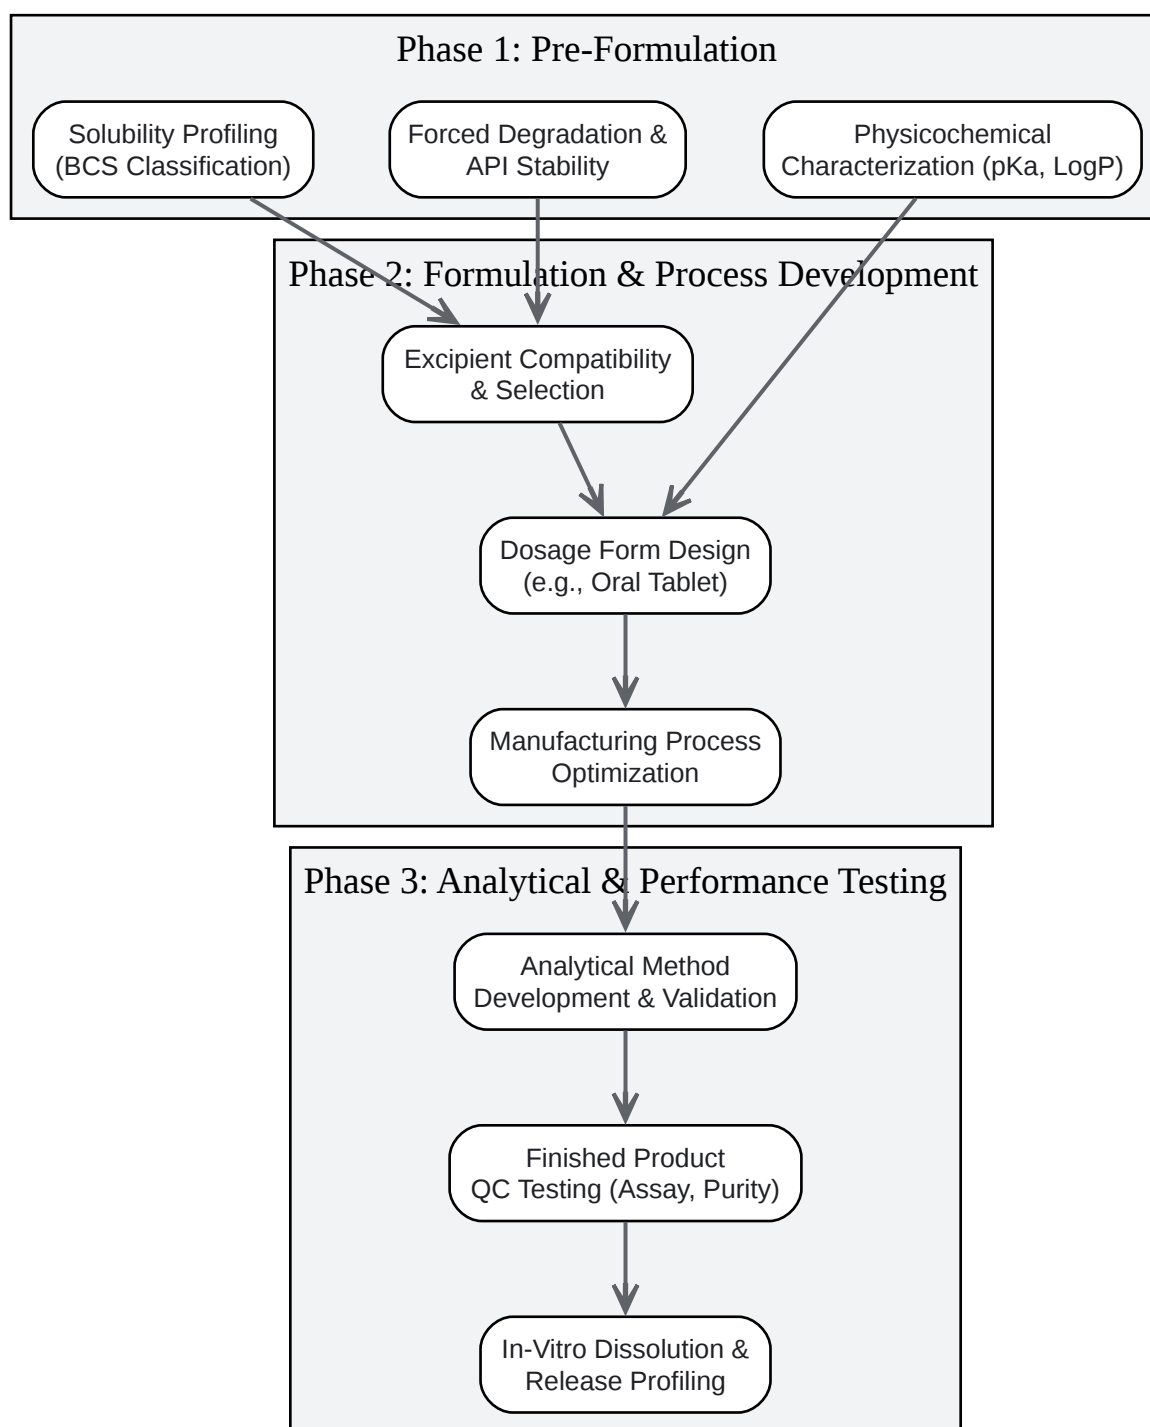 Phase 1: Pre-Formulation
Solubility Profiling
(BCS Classification)
Forced Degradation &
API Stability
Physicochemical
Characterization (pKa, LogP)
Phase 2: Formulation & Process Development
Excipient Compatibility
& Selection
Dosage Form Design
(e.g., Oral Tablet)
Manufacturing Process
Optimization
Phase 3: Analytical & Performance Testing
Analytical Method
Development & Validation
Finished Product
QC Testing (Assay, Purity)
In-Vitro Dissolution &
Release Profiling